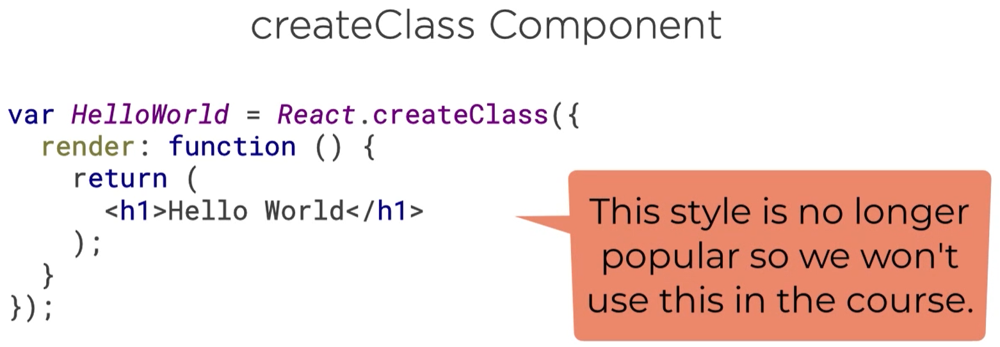 createClass Component
var HelloWorld = React.createClass({
  render: function () {
    return (
      <h1>Hello World</h1>
    );
  }
});
This style is no longer
popular so we won't
use this in the course.